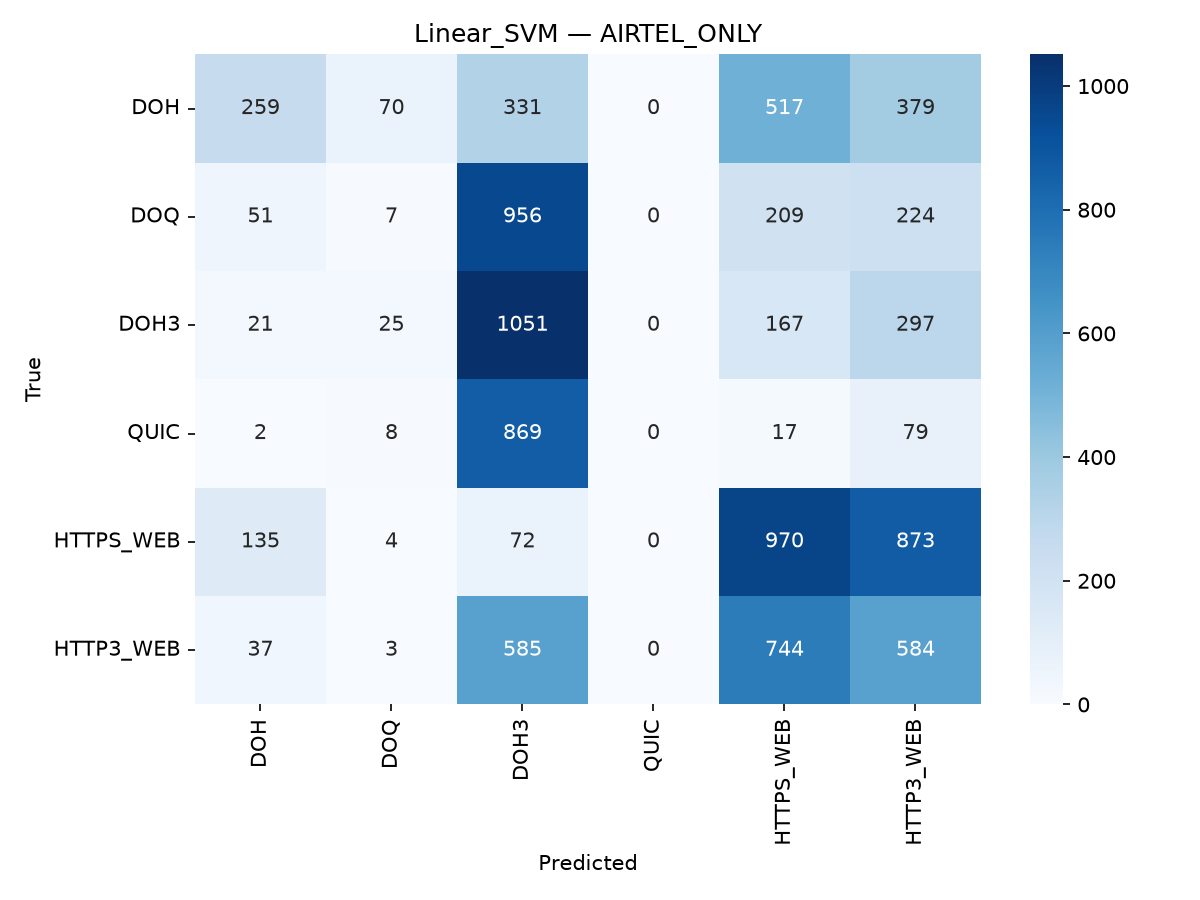 Linear_SVM — AIRTEL_ONLY
DOH 259 70 331 0 517 379
DOQ 51 7 956 0 209 224
DOH3 21 25 1051 0 167 297
QUIC 2 8 869 0 17 79
HTTPS_WEB 135 4 72 0 970 873
HTTP3_WEB 37 3 585 0 744 584
True
DOH DOQ DOH3 QUIC HTTPS_WEB HTTP3_WEB
Predicted
1000
800
600
400
200
0